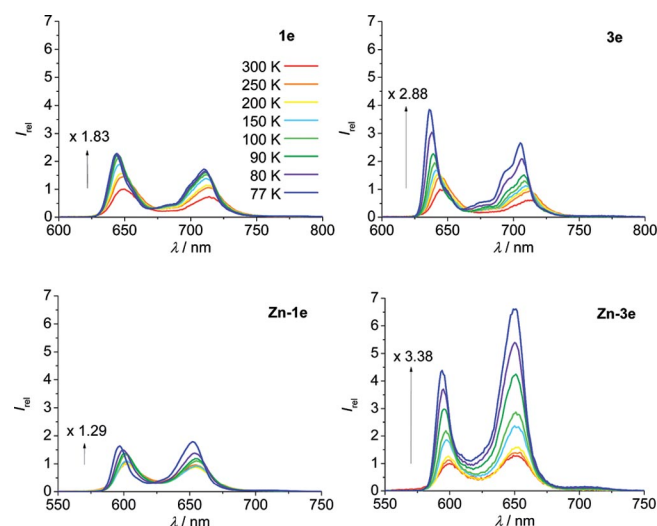 1e
7
6
5
4
3
2
1
0
I rel
x 1.83
300 K
250 K
200 K
150 K
100 K
90 K
80 K
77 K
600 650 700 750 800
λ / nm
3e
7
6
5
4
3
2
1
0
I rel
x 2.88
600 650 700 750 800
λ / nm
Zn-1e
7
6
5
4
3
2
1
0
I rel
x 1.29
550 600 650 700 750
λ / nm
Zn-3e
7
6
5
4
3
2
1
0
I rel
x 3.38
550 600 650 700 750
λ / nm